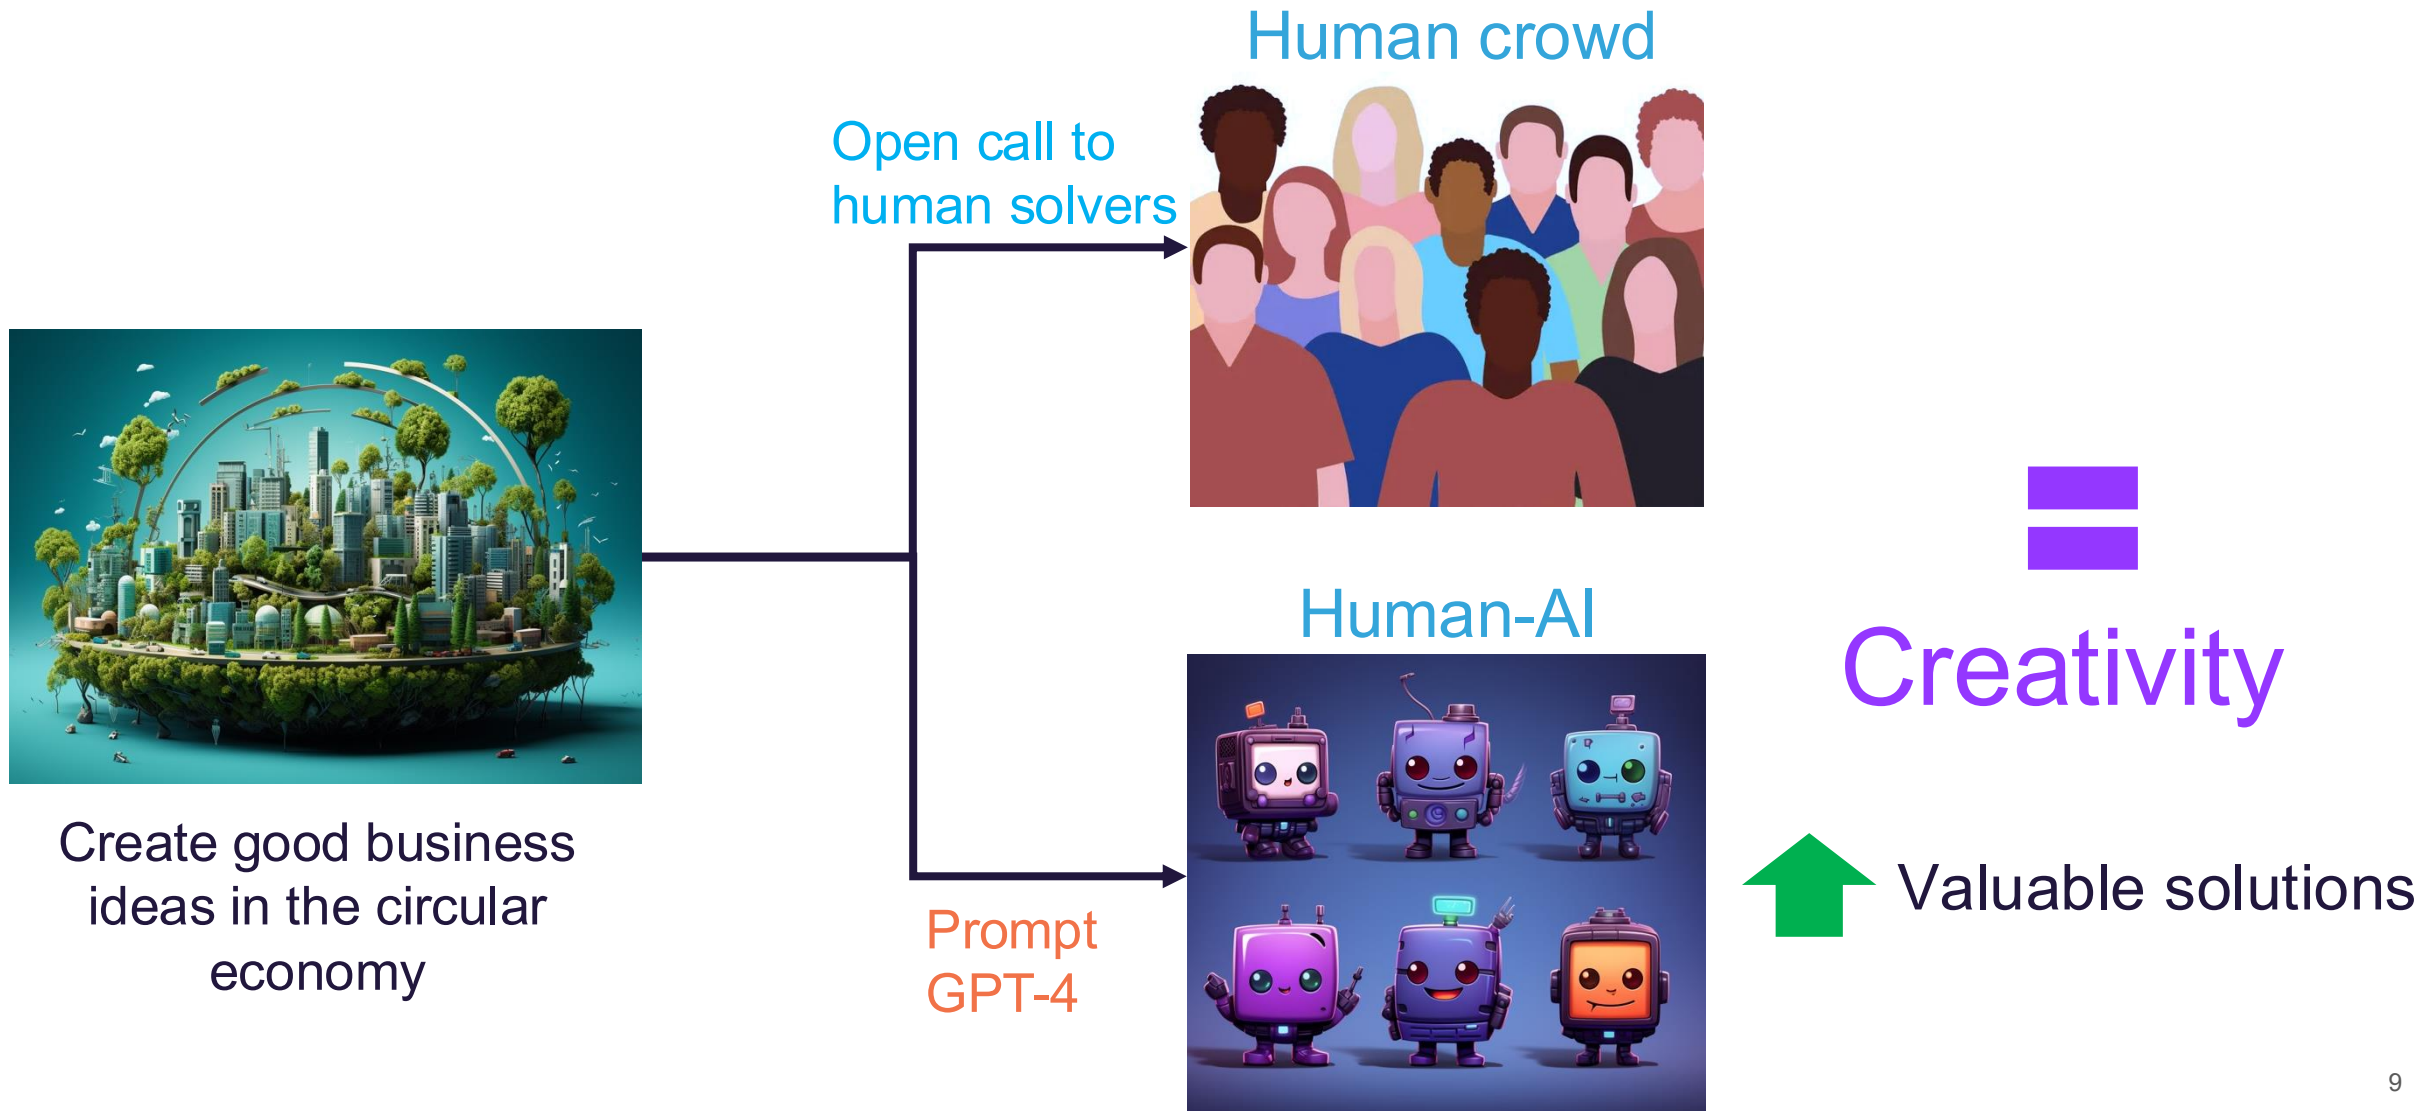 Human crowd
Open call to
human solvers
Create good business
ideas in the circular
economy
Human-AI
Prompt
GPT-4
=
Creativity
Valuable solutions
9